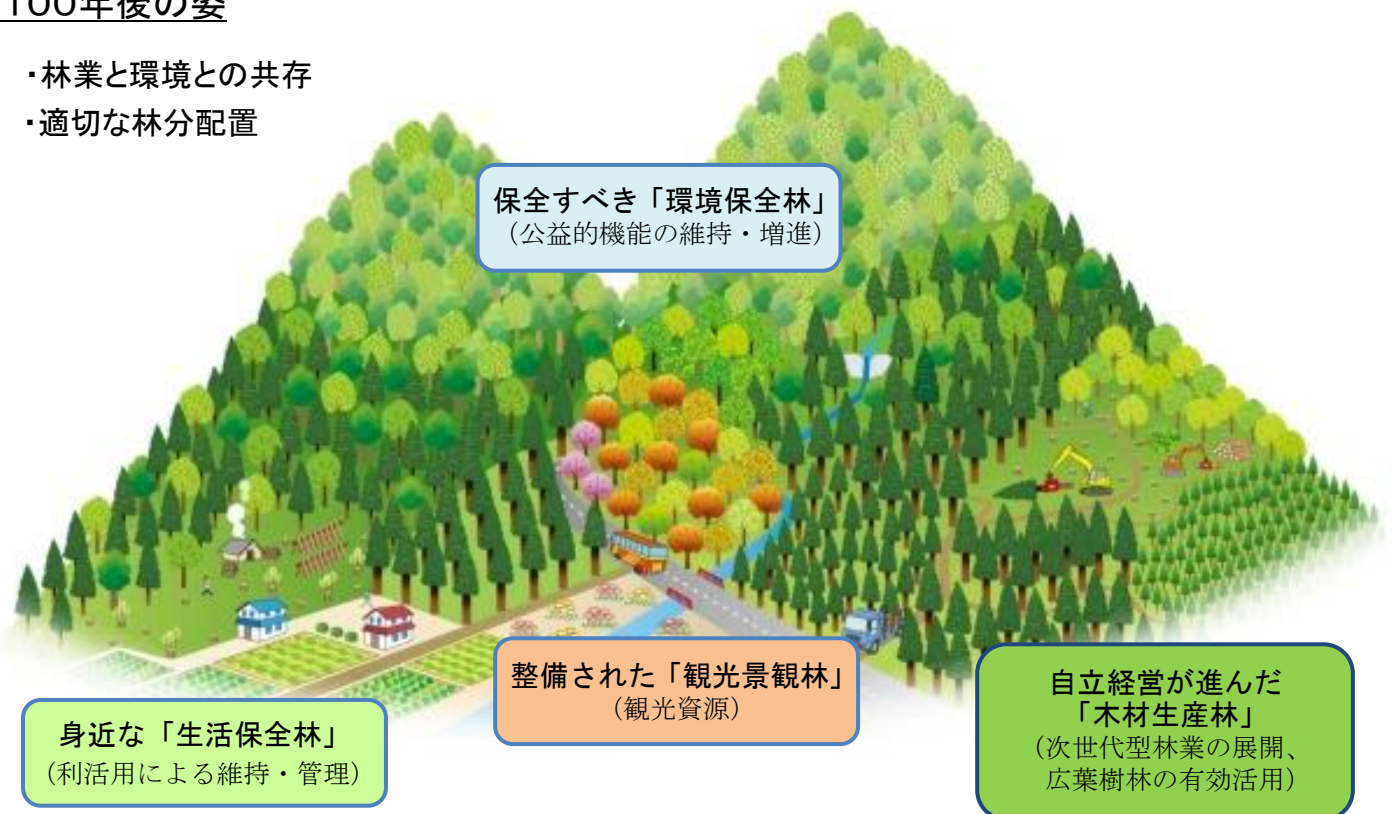 100年後の姿
・林業と環境との共存
・適切な林分配置
保全すべき「環境保全林」
（公益的機能の維持・増進）
整備された「観光景観林」
（観光資源）
身近な「生活保全林」
（利活用による維持・管理）
自立経営が進んだ
「木材生産林」
（次世代型林業の展開、
広葉樹林の有効活用）